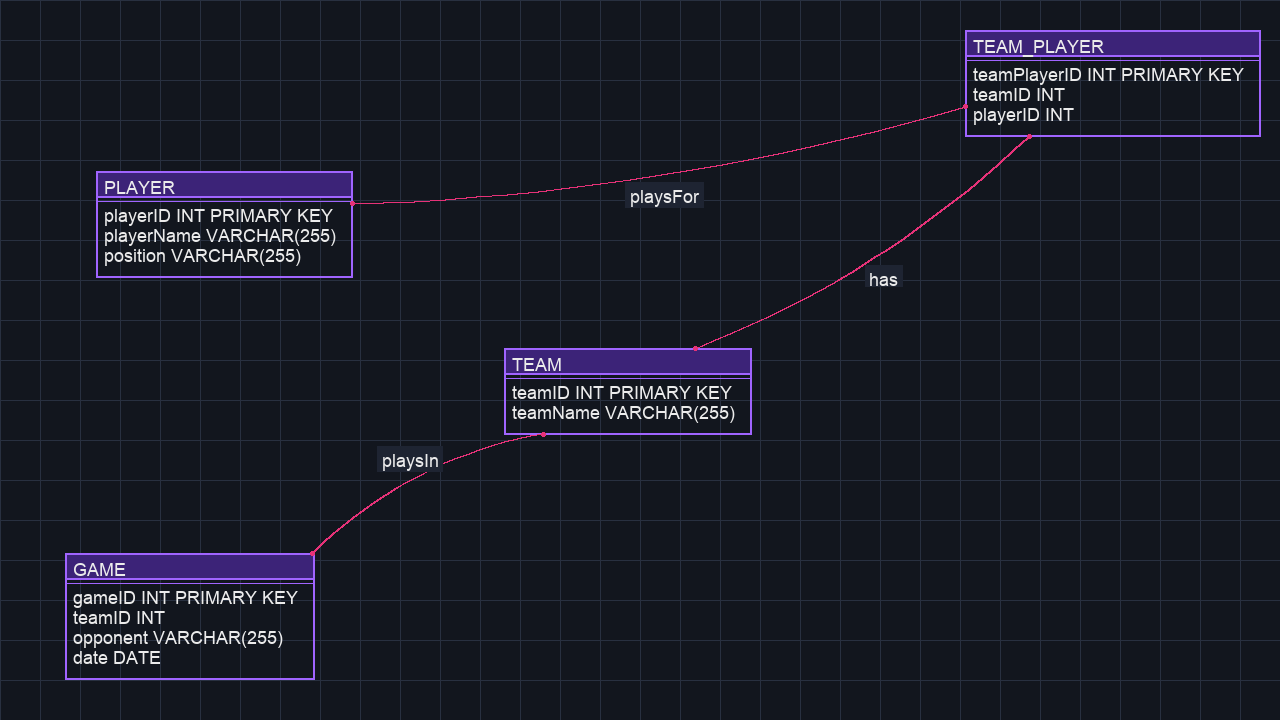 TEAM_PLAYER
teamPlayerID INT PRIMARY KEY
teamID INT
playerID INT
PLAYER
playerID INT PRIMARY KEY
playerName VARCHAR(255)
position VARCHAR(255)
playsFor
has
TEAM
teamID INT PRIMARY KEY
teamName VARCHAR(255)
playsIn
GAME
gameID INT PRIMARY KEY
teamID INT
opponent VARCHAR(255)
date DATE